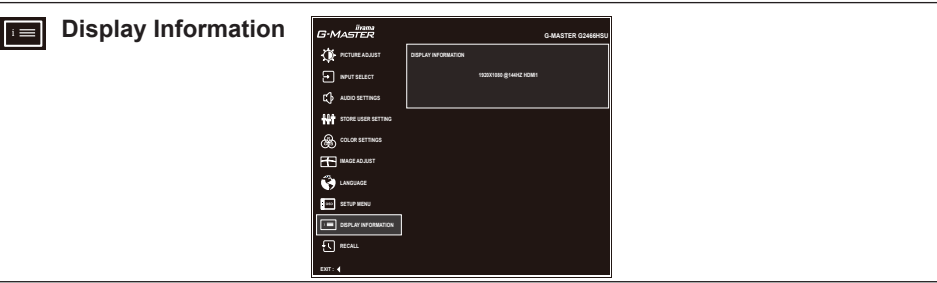 i
Display Information
iiyama
G-MASTER
G-MASTER G2466HSU
PICTURE ADJUST
DISPLAY INFORMATION
1920X1080 @144HZ HDMI1
INPUT SELECT
AUDIO SETTINGS
STORE USER SETTING
COLOR SETTINGS
IMAGE ADJUST
LANGUAGE
SETUP MENU
DISPLAY INFORMATION
RECALL
EXIT :